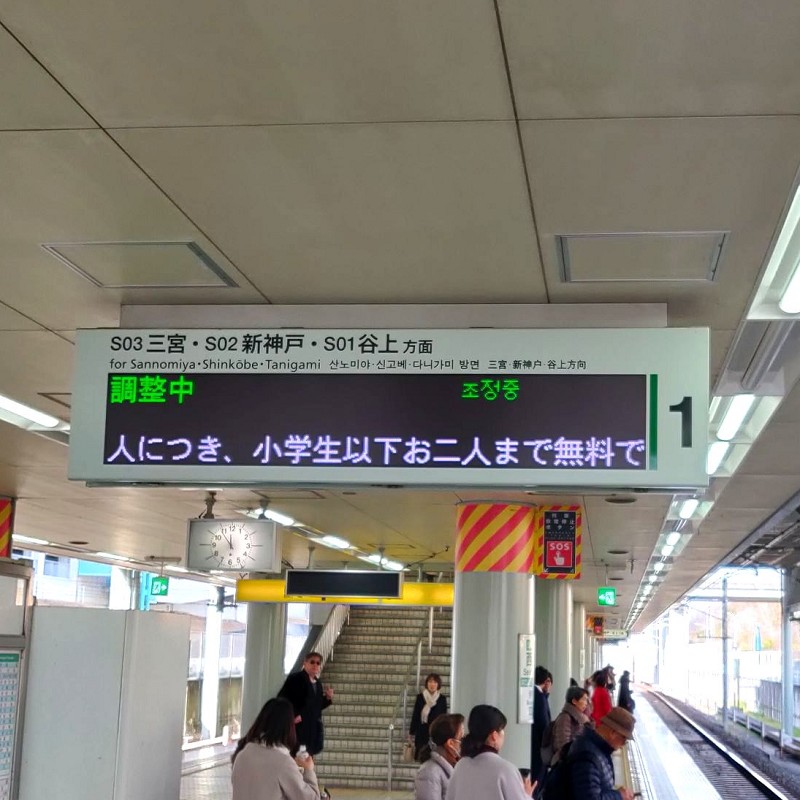 S03 三宮・S02 新神戸・S01 谷上 方面
for Sannomiya・Shinkōbe・Tanigami 산노미야·신고베·다니가미 방면 三宮·新神户·谷上方向
調整中 조정중
1
人につき、小学生以下お二人まで無料で
SOS